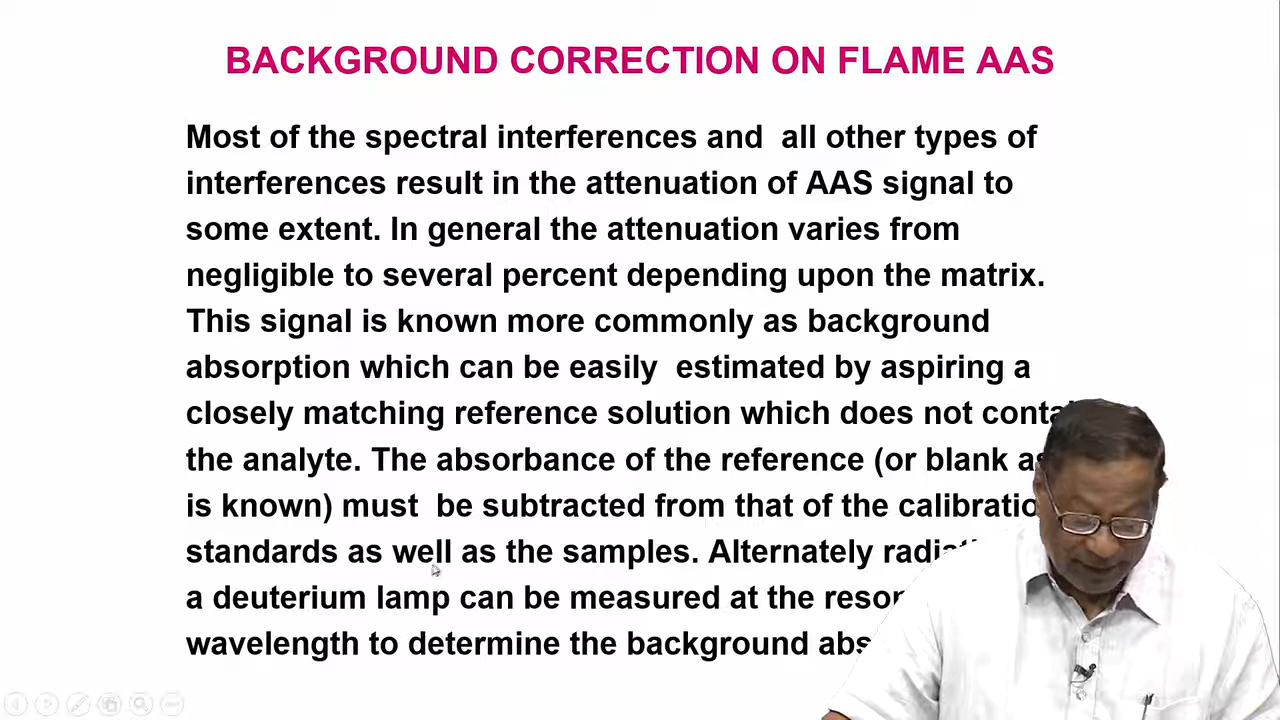 BACKGROUND CORRECTION ON FLAME AAS
Most of the spectral interferences and all other types of
interferences result in the attenuation of AAS signal to
some extent. In general the attenuation varies from
negligible to several percent depending upon the matrix.
This signal is known more commonly as background
absorption which can be easily estimated by aspiring a
closely matching reference solution which does not
the analyte. The absorbance of the reference (or blank
is known) must be subtracted from that of the
standards as well as the samples. Alternately
a deuterium lamp can be measured at the
wavelength to determine the background